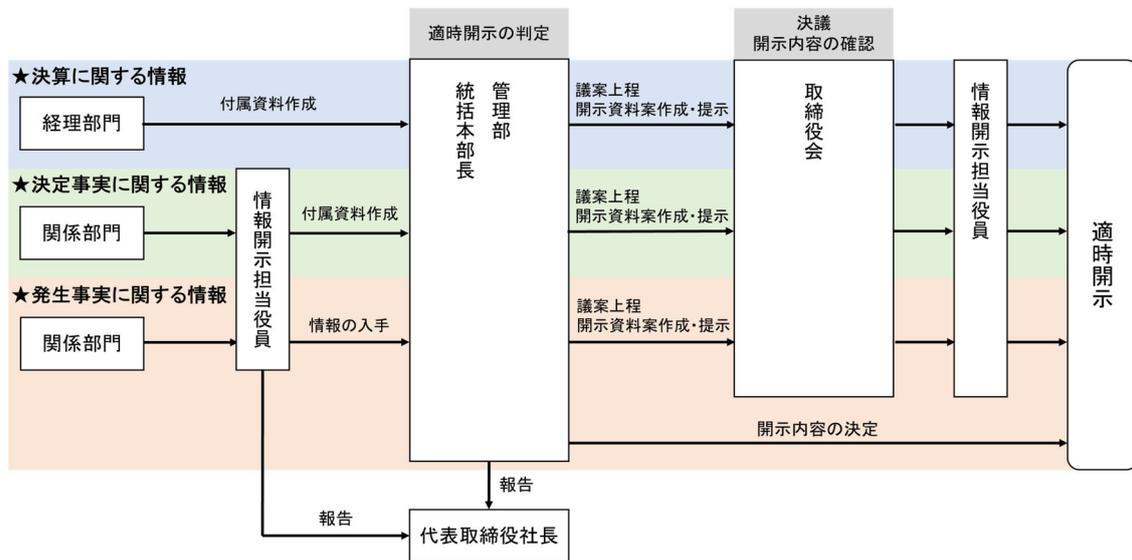 適時開示の判定
決議
開示内容の確認
★決算に関する情報
経理部門
付属資料作成
管理部
統括本部長
議案上程
開示資料案作成・提示
取締役会
情報開示担当役員
適時開示
★決定事実に関する情報
関係部門
情報開示担当役員
付属資料作成
議案上程
開示資料案作成・提示
★発生事実に関する情報
関係部門
情報の入手
議案上程
開示資料案作成・提示
開示内容の決定
報告
報告
代表取締役社長